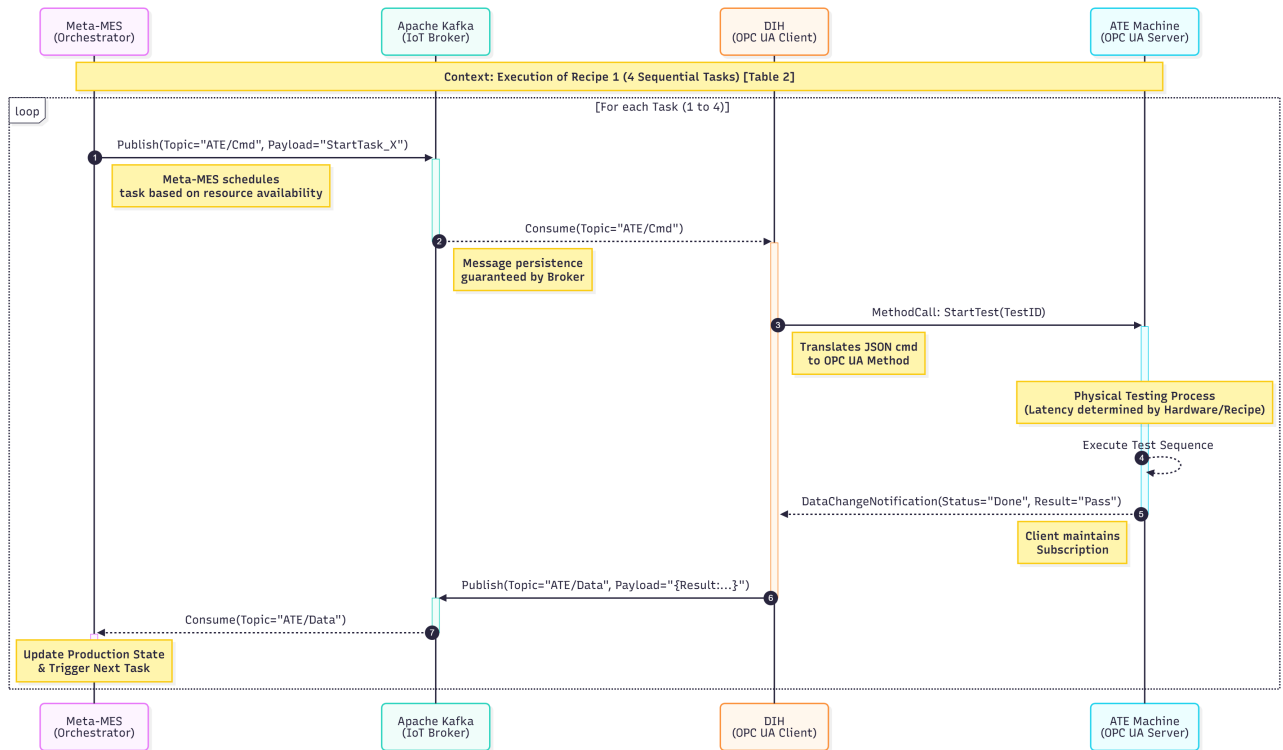 Meta-MES
(Orchestrator)
Apache Kafka
(IoT Broker)
DIH
(OPC UA Client)
ATE Machine
(OPC UA Server)
Context: Execution of Recipe 1 (4 Sequential Tasks) [Table 2]
loop
[For each Task (1 to 4)]
Publish(Topic="ATE/Cmd", Payload="StartTask_X")
1
Meta-MES schedules
task based on resource availability
Consume(Topic="ATE/Cmd")
2
Message persistence
guaranteed by Broker
MethodCall: StartTest(TestID)
3
Translates JSON cmd
to OPC UA Method
Physical Testing Process
(Latency determined by Hardware/Recipe)
Execute Test Sequence
4
DataChangeNotification(Status="Done", Result="Pass")
5
Client maintains
Subscription
Publish(Topic="ATE/Data", Payload="{Result:...}")
6
Consume(Topic="ATE/Data")
7
Update Production State
& Trigger Next Task
Meta-MES
(Orchestrator)
Apache Kafka
(IoT Broker)
DIH
(OPC UA Client)
ATE Machine
(OPC UA Server)